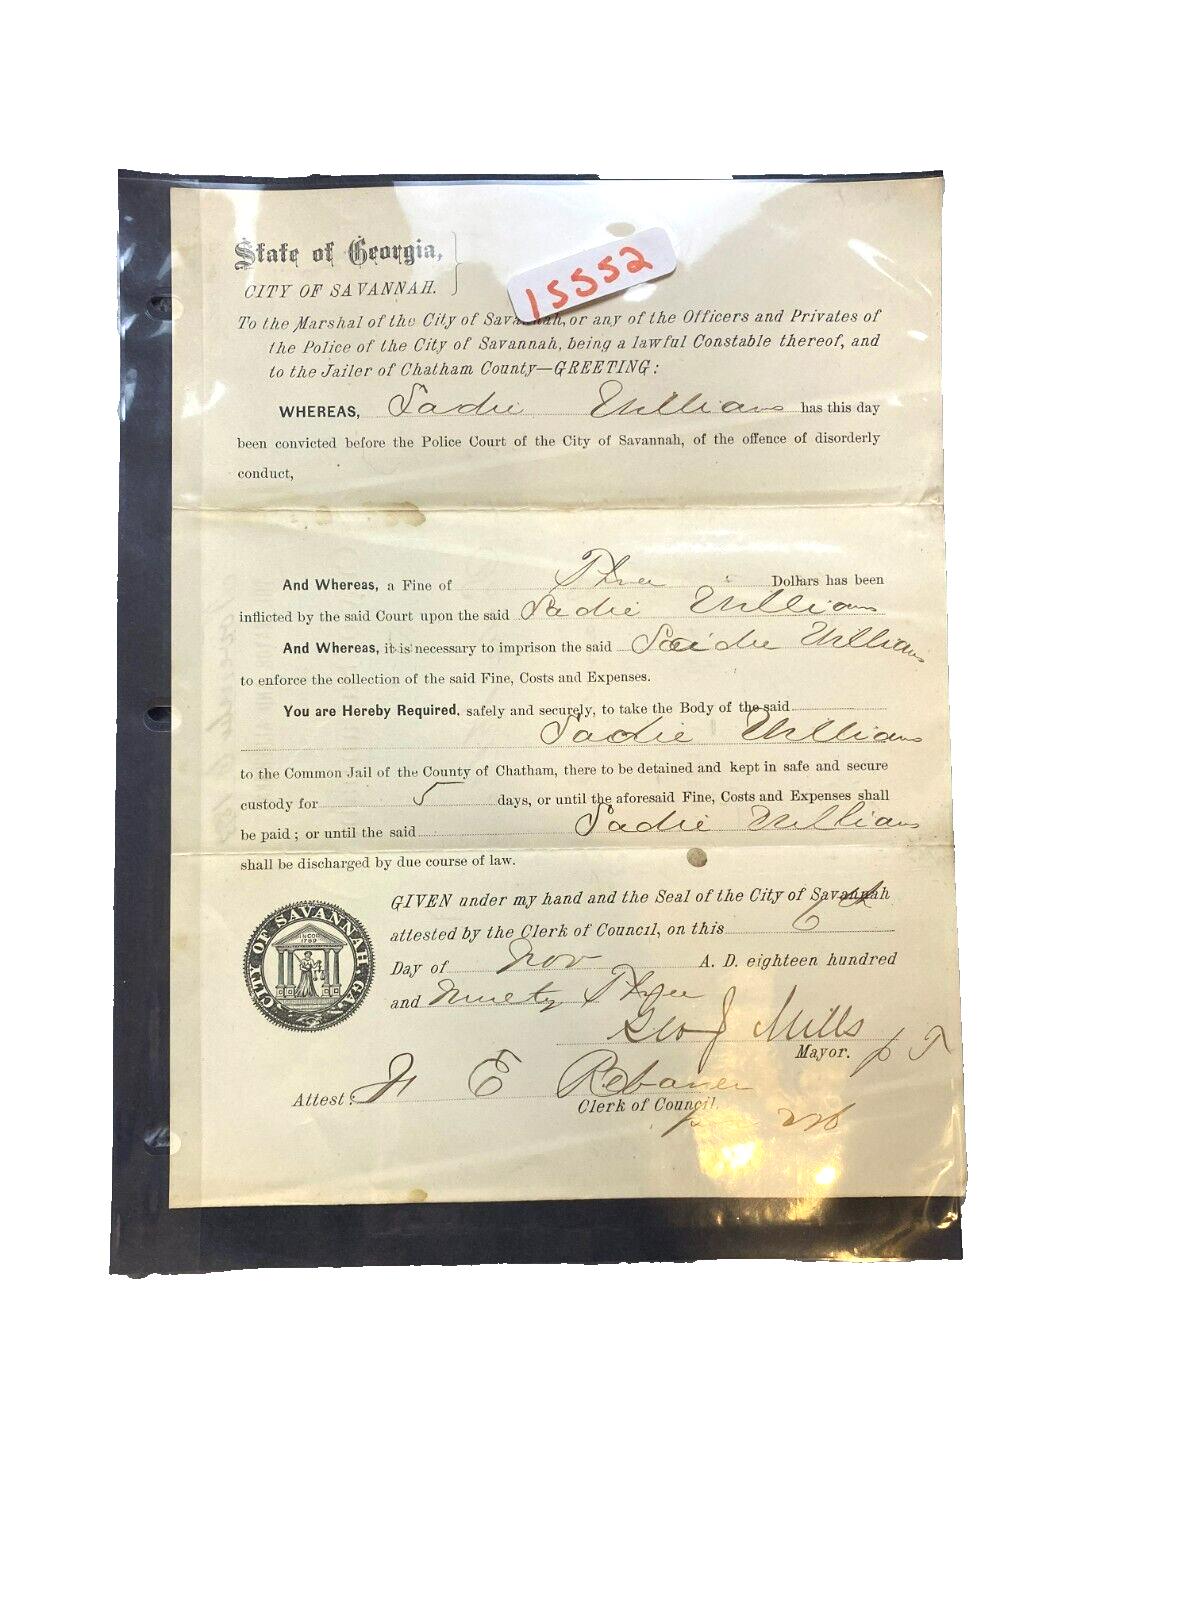 15552
State of Georgia,
CITY OF SAVANNAH.
To the Marshal of the City of Savannah, or any of the Officers and Privates of
the Police of the City of Savannah, being a lawful Constable thereof, and
to the Jailer of Chatham County—GREETING:
WHEREAS, Sadie Williams has this day
been convicted before the Police Court of the City of Savannah, of the offence of disorderly
conduct,
And Whereas, a Fine of Three Dollars has been
inflicted by the said Court upon the said Sadie Williams
And Whereas, it is necessary to imprison the said Saidie Williams
to enforce the collection of the said Fine, Costs and Expenses.
You are Hereby Required, safely and securely, to take the Body of the said
Sadie Williams
to the Common Jail of the County of Chatham, there to be detained and kept in safe and secure
custody for 5 days, or until the aforesaid Fine, Costs and Expenses shall
be paid; or until the said Sadie Williams
shall be discharged by due course of law.
GIVEN under my hand and the Seal of the City of Savannah
attested by the Clerk of Council, on this 6th
Day of Nov A. D. eighteen hundred
and Ninety Three
CITY OF SAVANNAH, GA.
INCOR
1789
Geo J Mills
Mayor. p T
Attest: E
Clerk of Council.